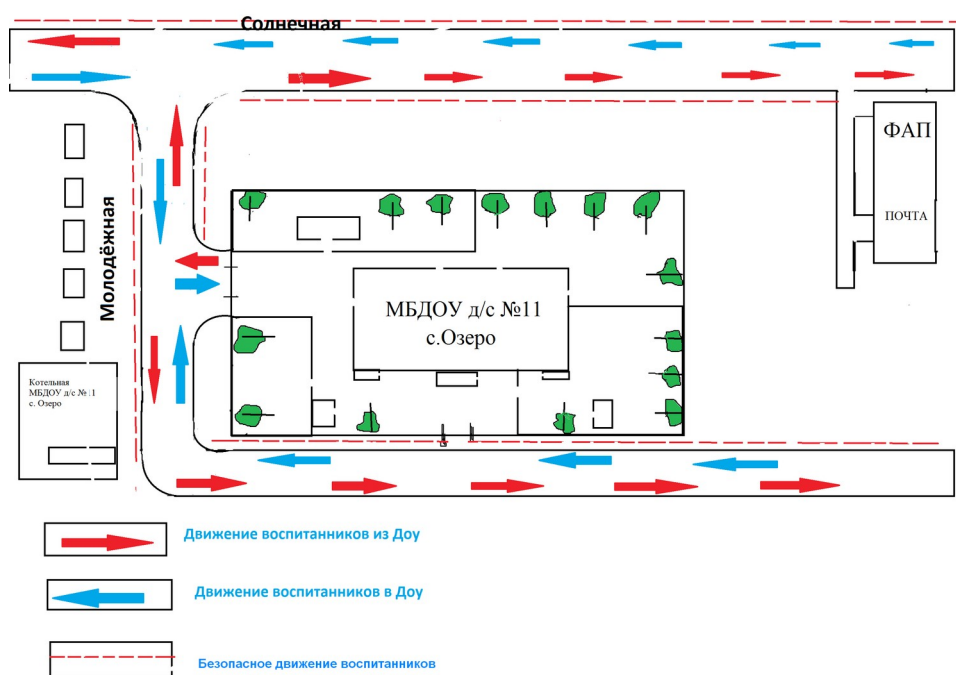 Солнечная
ФАП
ПОЧТА
Молодёжная
МБДОУ д/с №11
с.Озеро
Котельная
МБДОУ д/с №11
с. Озеро
Движение воспитанников из Доу
Движение воспитанников в Доу
Безопасное движение воспитанников